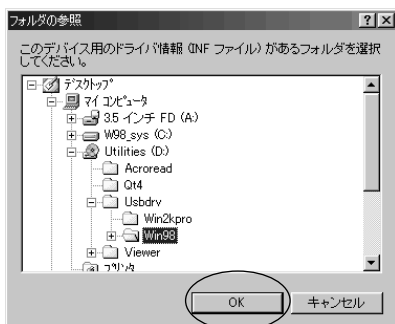 フォルダの参照
このデバイス用のドライバ情報 (INF ファイル) があるフォルダを選択
してください。
デスクトップ
マイ コンピュータ
3.5 インチ FD (A:)
W98_sys (C:)
Utilities (D:)
Acroread
Qt4
Usbdrv
Win2kpro
Win98
Viewer
プリンタ
OK
キャンセル